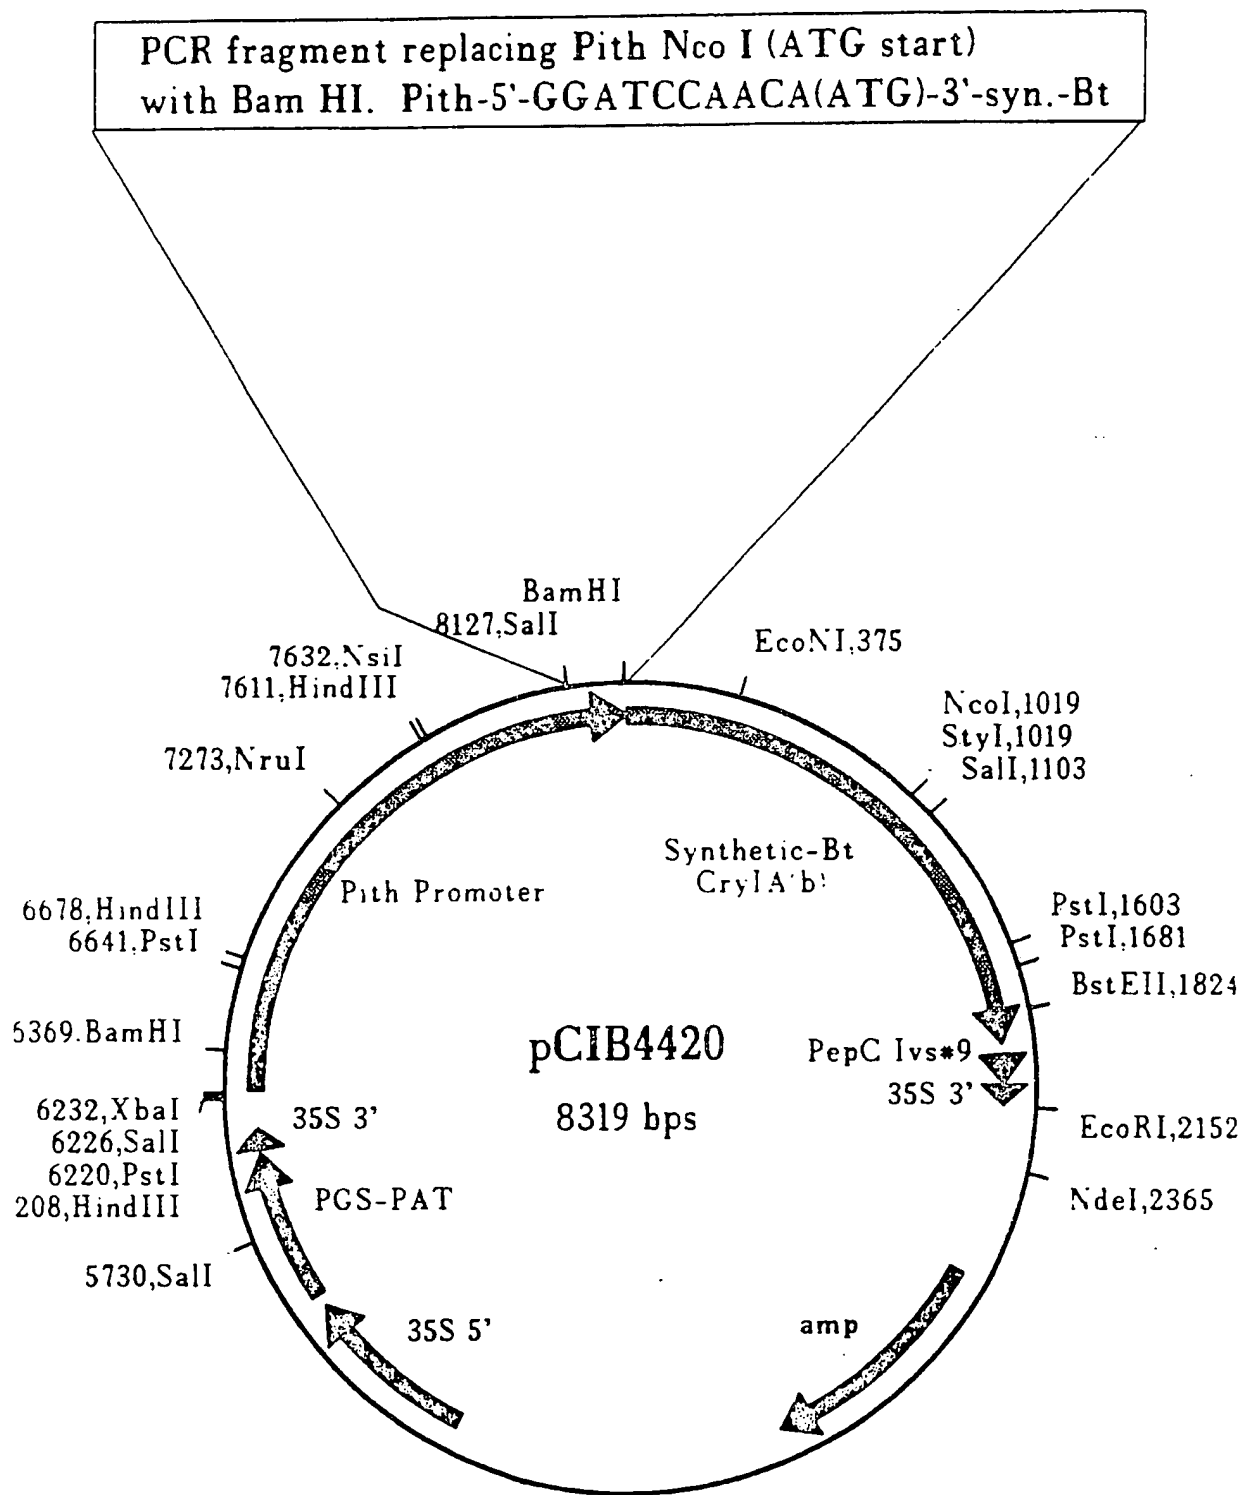 PCR fragment replacing Pith Nco I (ATG start)
with Bam HI. Pith-5'-GGATCCAACA(ATG)-3'-syn.-Bt
BamHI
8127,SalI
EcoNI,375
7632,NsiI
7611,HindIII
NcoI,1019
StyI,1019
SalI,1103
7273,NruI
Synthetic-Bt
CryIA'b'
Pith Promoter
6678,HindIII
6641,PstI
PstI,1603
PstI,1681
BstEII,1824
6369.BamHI
pCIB4420
8319 bps
PepC Ivs#9
35S 3'
6232,XbaI
6226,SalI
6220,PstI
208,HindIII
35S 3'
EcoRI,2152
PGS-PAT
NdeI,2365
5730,SalI
35S 5'
amp